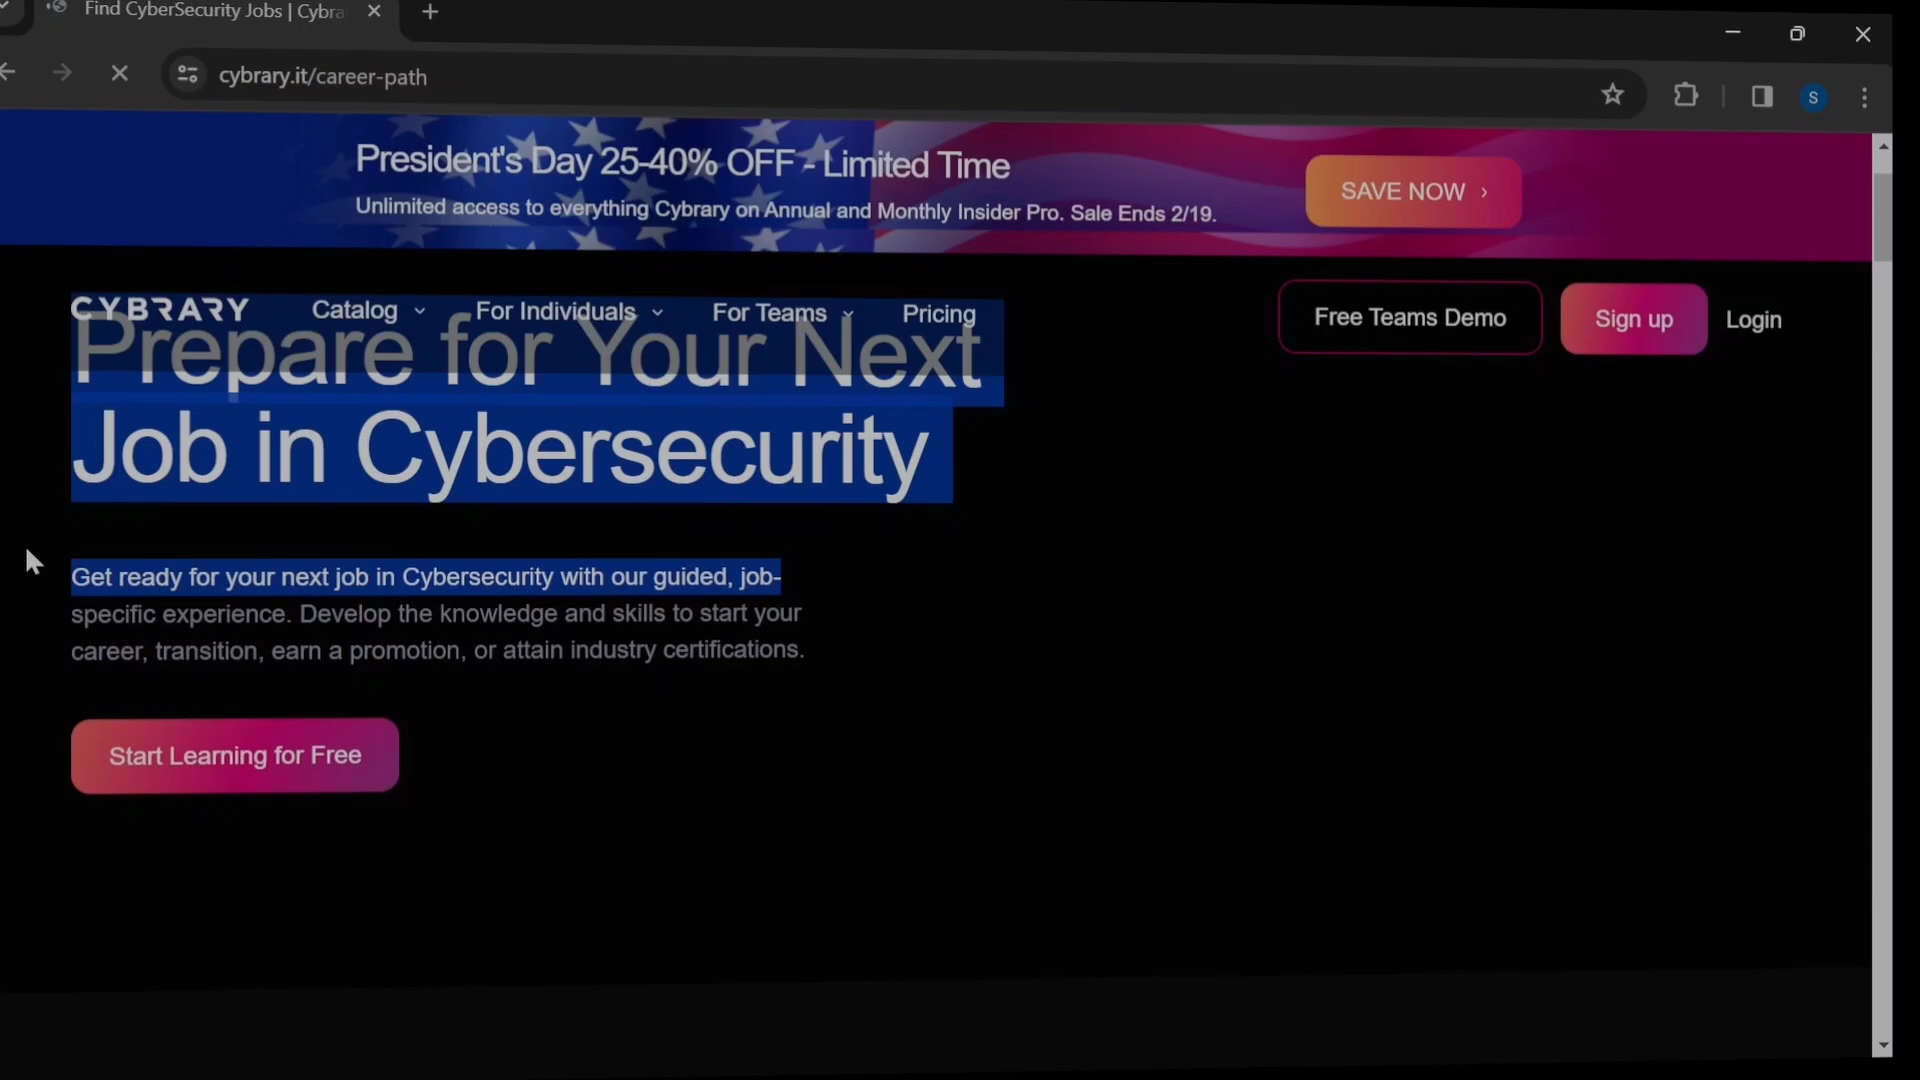 Find CyberSecurity Jobs | Cybra
cybrary.it/career-path
S
President's Day 25-40% OFF - Limited Time
Unlimited access to everything Cybrary on Annual and Monthly Insider Pro. Sale Ends 2/19.
SAVE NOW ›
CYBRARY
Catalog
For Individuals
For Teams
Pricing
Free Teams Demo
Sign up
Login
Prepare for Your Next
Job in Cybersecurity
Get ready for your next job in Cybersecurity with our guided, job-
specific experience. Develop the knowledge and skills to start your
career, transition, earn a promotion, or attain industry certifications.
Start Learning for Free